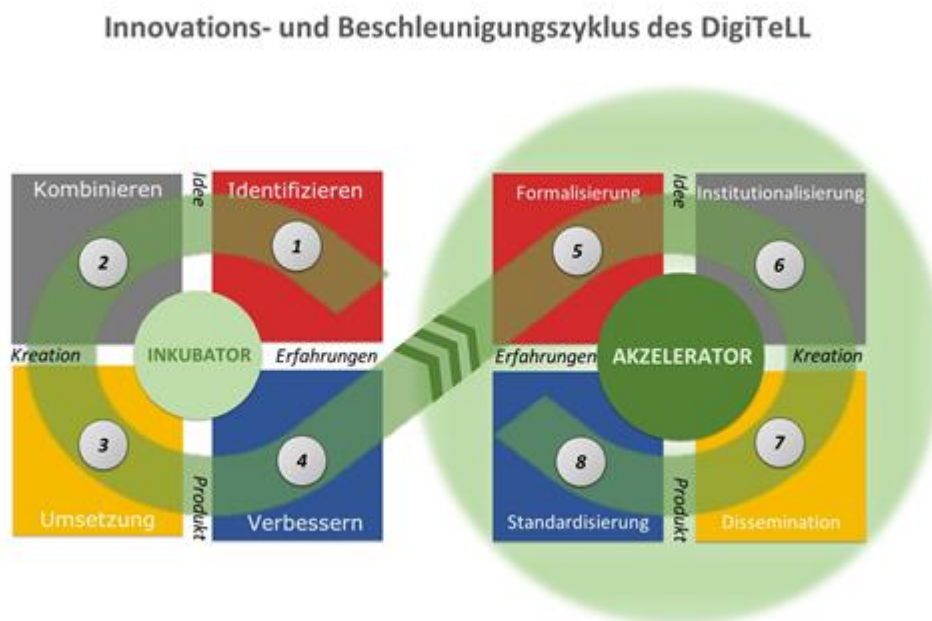 Innovations- und Beschleunigungszyklus des DigiTeLL
Kombinieren
Idee
Identifizieren
2
1
Kreation
INKUBATOR
Erfahrungen
3
4
Umsetzung
Produkt
Verbessern
Formalisierung
Idee
Institutionalisierung
5
6
Erfahrungen
AKZELERATOR
Kreation
8
7
Standardisierung
Produkt
Dissemination